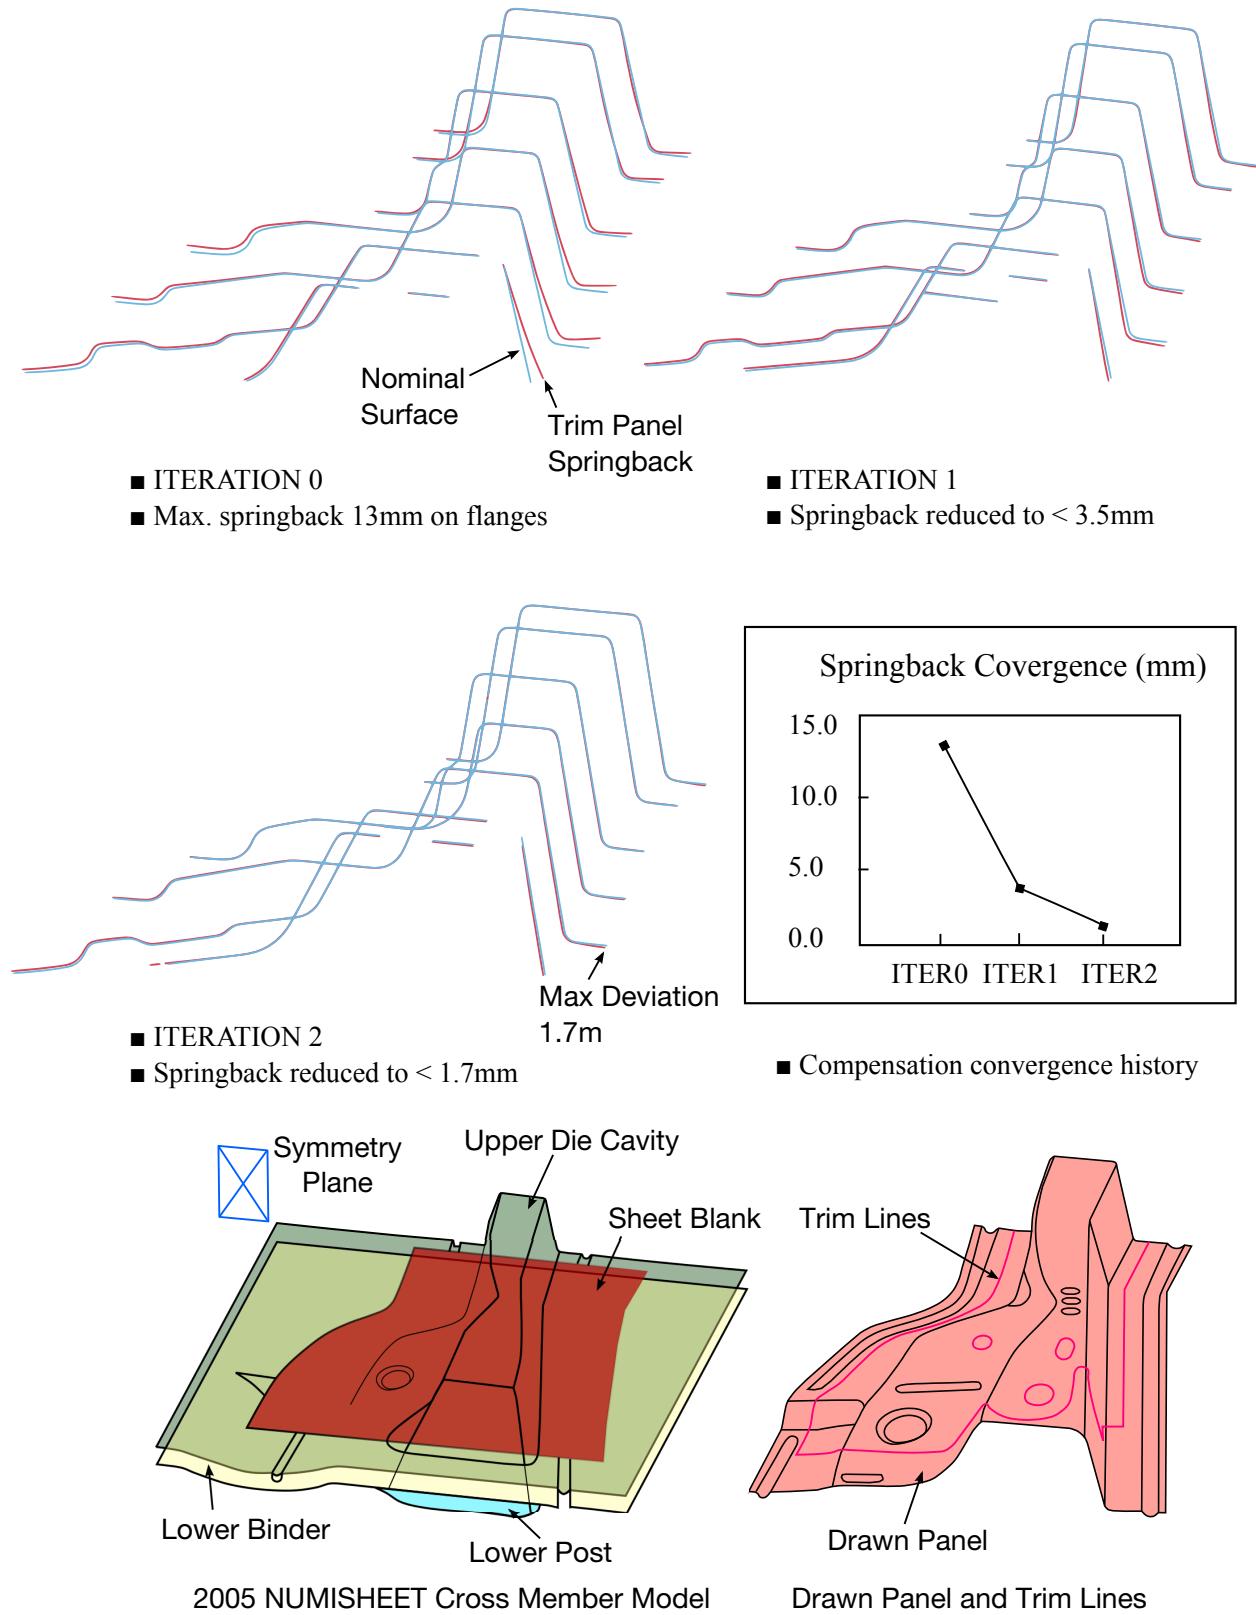 Nominal
Surface
Trim Panel
Springback
■ ITERATION 0
■ Max. springback 13mm on flanges
■ ITERATION 1
■ Springback reduced to < 3.5mm
Max Deviation
1.7m
■ ITERATION 2
■ Springback reduced to < 1.7mm
Springback Covergence (mm)
15.0
10.0
5.0
0.0
ITER0 ITER1 ITER2
■ Compensation convergence history
Symmetry
Plane
Upper Die Cavity
Sheet Blank
Lower Binder
Lower Post
2005 NUMISHEET Cross Member Model
Trim Lines
Drawn Panel
Drawn Panel and Trim Lines